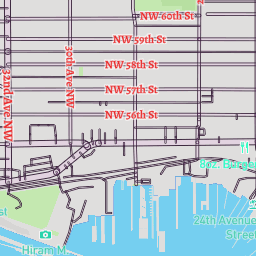 NW 60th St
NW 59th St
NW 58th St
NW 57th St
NW 56th St
32nd Ave NW
30th Ave NW
st
Hiram M.
24th Avenue
Street